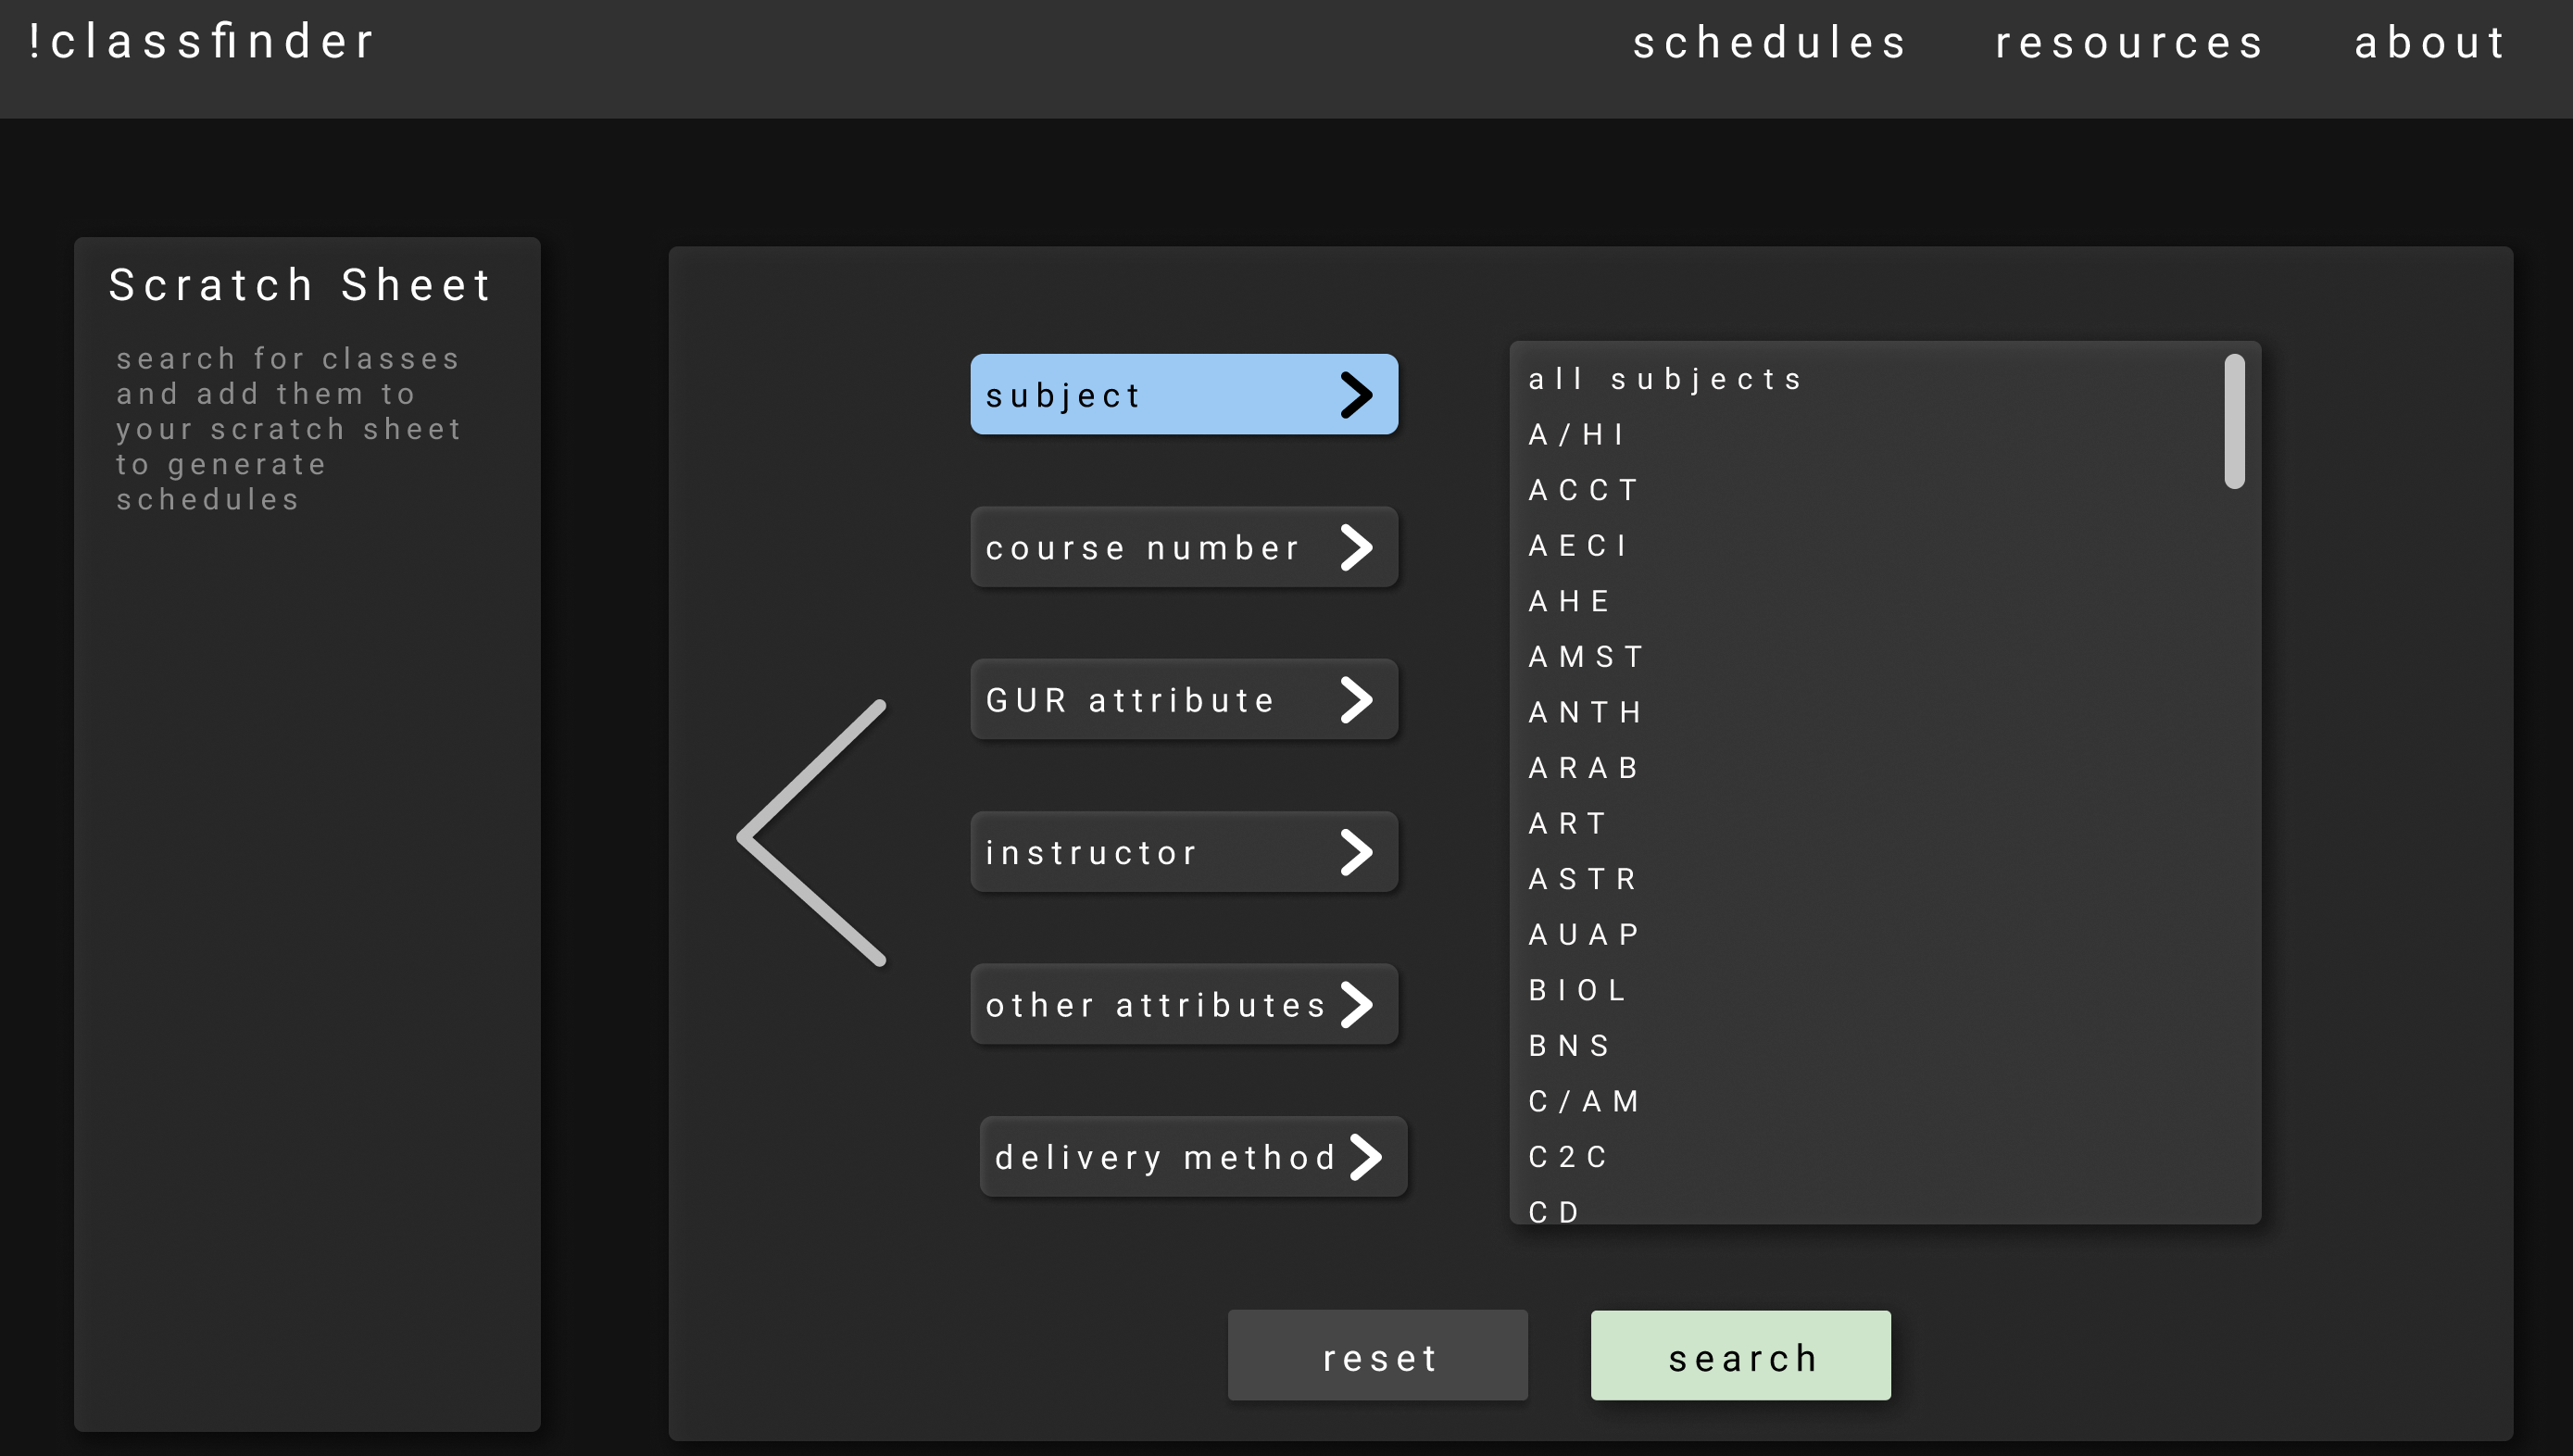 !classfinder
schedules
resources
about
Scratch Sheet
search for classes
and add them to
your scratch sheet
to generate
schedules
subject
course number
GUR attribute
instructor
other attributes
delivery method
all subjects
A/HI
ACCT
AECI
AHE
AMST
ANTH
ARAB
ART
ASTR
AUAP
BIOL
BNS
C/AM
C2C
CD
reset
search